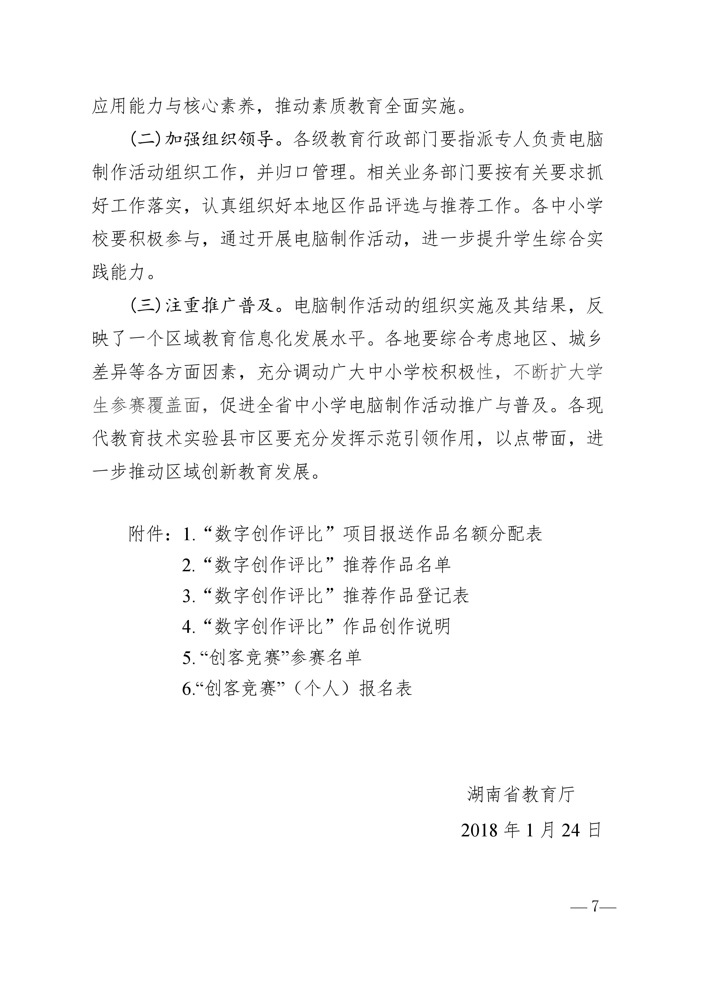 应用能力与核心素养，推动素质教育全面实施。
(二)加强组织领导。各级教育行政部门要指派专人负责电脑
制作活动组织工作，并归口管理。相关业务部门要按有关要求抓
好工作落实，认真组织好本地区作品评选与推荐工作。各中小学
校要积极参与，通过开展电脑制作活动，进一步提升学生综合实
践能力。
(三)注重推广普及。电脑制作活动的组织实施及其结果，反
映了一个区域教育信息化发展水平。各地要综合考虑地区、城乡
差异等各方面因素，充分调动广大中小学校积极性，不断扩大学
生参赛覆盖面，促进全省中小学电脑制作活动推广与普及。各现
代教育技术实验县市区要充分发挥示范引领作用，以点带面，进
一步推动区域创新教育发展。
附件：1.“数字创作评比”项目报送作品名额分配表
2.“数字创作评比”推荐作品名单
3.“数字创作评比”推荐作品登记表
4.“数字创作评比”作品创作说明
5. “创客竞赛”参赛名单
6.“创客竞赛”（个人）报名表
湖南省教育厅
2018 年 1 月 24 日
— 7—